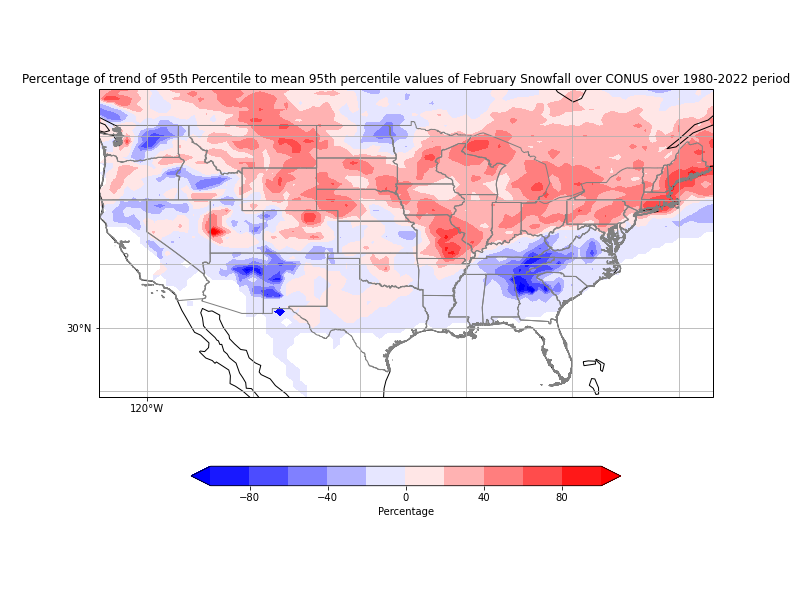 Percentage of trend of 95th Percentile to mean 95th percentile values of February Snowfall over CONUS over 1980-2022 period
30°N
120°W
−80 −40 0 40 80
Percentage